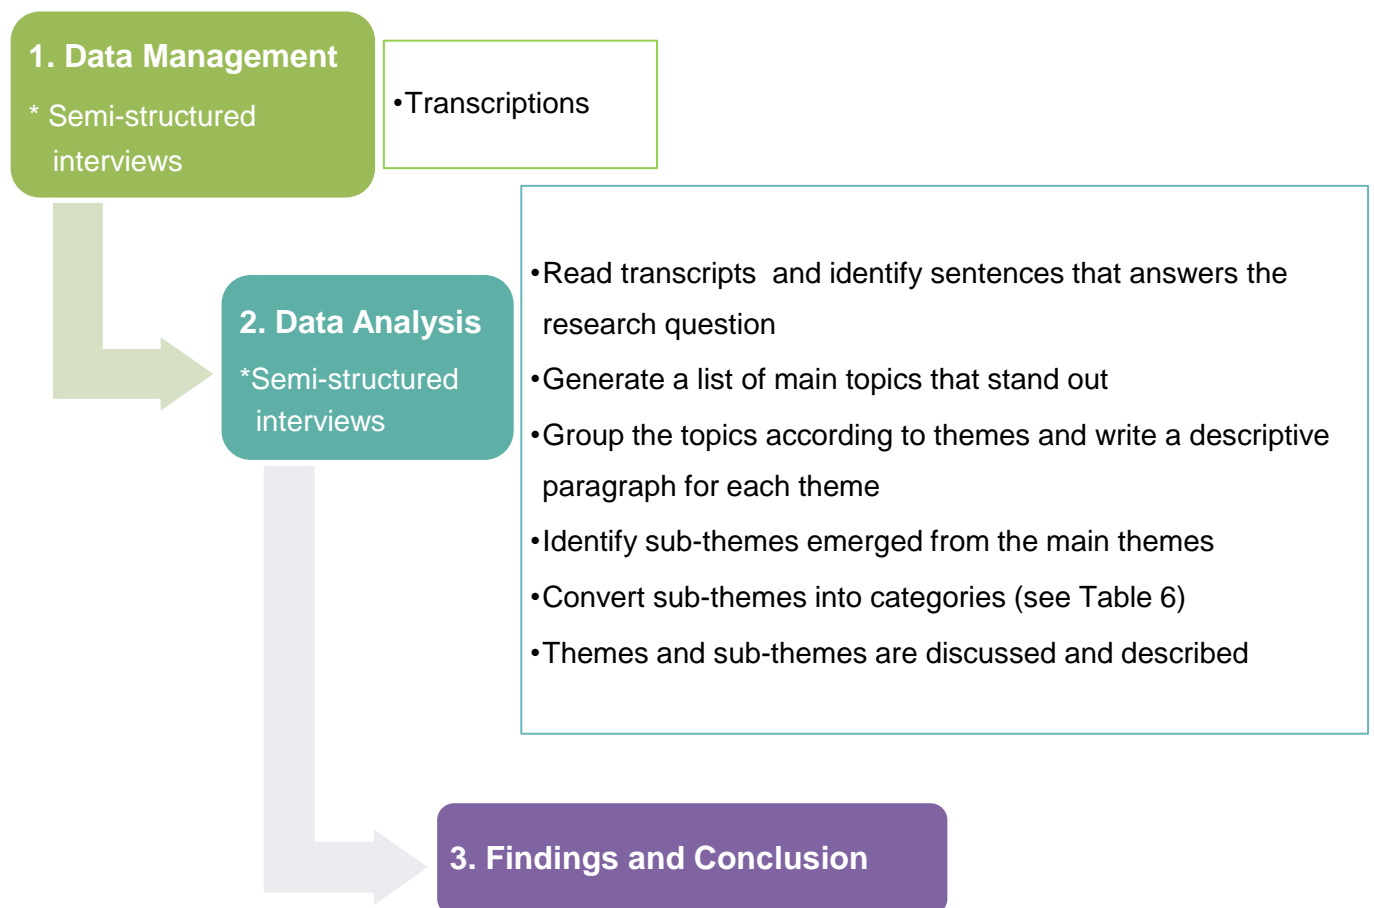 1. Data Management
* Semi-structured
interviews
•Transcriptions
2. Data Analysis
*Semi-structured
interviews
•Read transcripts  and identify sentences that answers the
research question
•Generate a list of main topics that stand out
•Group the topics according to themes and write a descriptive
paragraph for each theme
•Identify sub-themes emerged from the main themes
•Convert sub-themes into categories (see Table 6)
•Themes and sub-themes are discussed and described
3. Findings and Conclusion